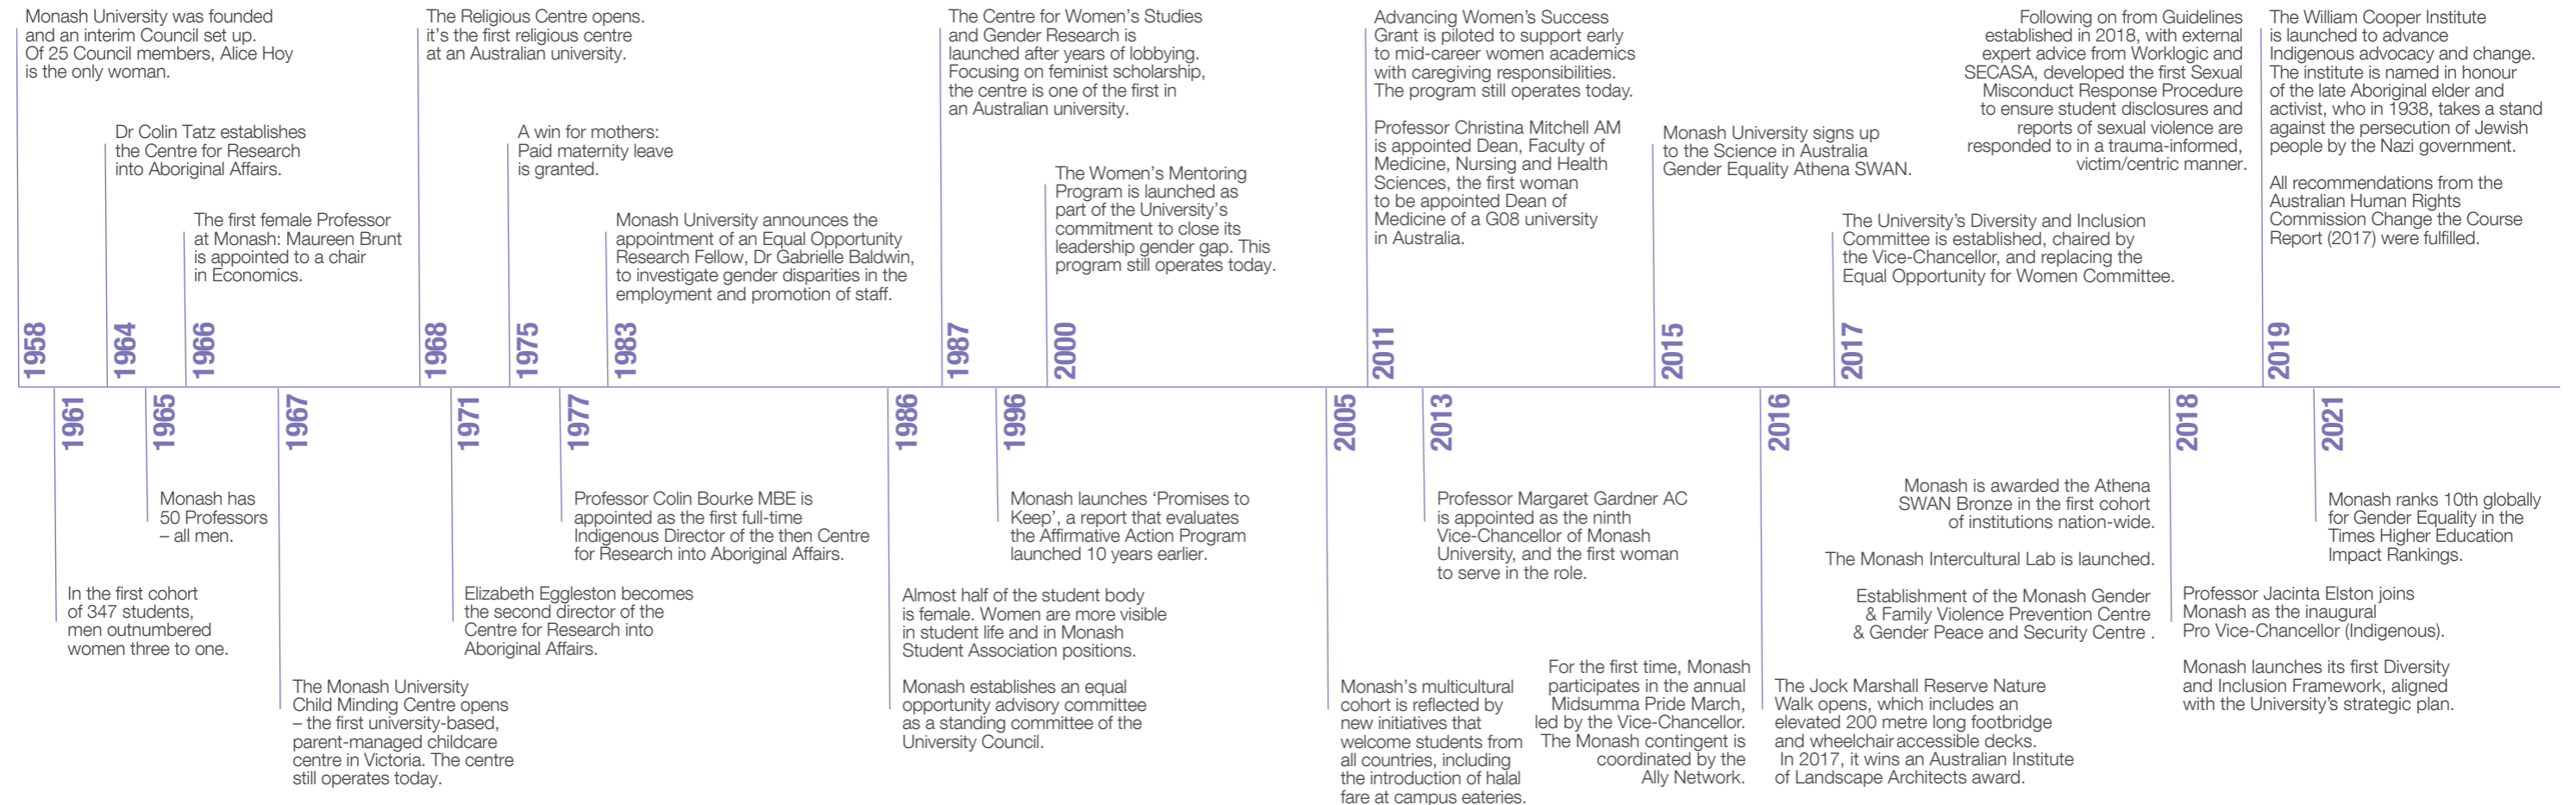 Monash University was founded
and an interim Council set up.
Of 25 Council members, Alice Hoy
is the only woman.
1958
1961
In the first cohort
of 347 students,
men outnumbered
women three to one.
Dr Colin Tatz establishes
the Centre for Research
into Aboriginal Affairs.
1964
1965
Monash has
50 Professors
– all men.
The first female Professor
at Monash: Maureen Brunt
is appointed to a chair
in Economics.
1966
1967
The Monash University
Child Minding Centre opens
– the first university-based,
parent-managed childcare
centre in Victoria. The centre
still operates today.
The Religious Centre opens.
it’s the first religious centre
at an Australian university.
1968
1971
Elizabeth Eggleston becomes
the second director of the
Centre for Research into
Aboriginal Affairs.
A win for mothers:
Paid maternity leave
is granted.
1975
1977
Professor Colin Bourke MBE is
appointed as the first full-time
Indigenous Director of the then Centre
for Research into Aboriginal Affairs.
Monash University announces the
appointment of an Equal Opportunity
Research Fellow, Dr Gabrielle Baldwin,
to investigate gender disparities in the
employment and promotion of staff.
1983
1986
Almost half of the student body
is female. Women are more visible
in student life and in Monash
Student Association positions.
Monash establishes an equal
opportunity advisory committee
as a standing committee of the
University Council.
The Centre for Women’s Studies
and Gender Research is
launched after years of lobbying.
Focusing on feminist scholarship,
the centre is one of the first in
an Australian university.
1987
1996
Monash launches ‘Promises to
Keep’, a report that evaluates
the Affirmative Action Program
launched 10 years earlier.
The Women’s Mentoring
Program is launched as
part of the University’s
commitment to close its
leadership gender gap. This
program still operates today.
2000
2005
Monash’s multicultural
cohort is reflected by
new initiatives that
welcome students from
all countries, including
the introduction of halal
fare at campus eateries.
Advancing Women’s Success
Grant is piloted to support early
to mid-career women academics
with caregiving responsibilities.
The program still operates today.
Professor Christina Mitchell AM
is appointed Dean, Faculty of
Medicine, Nursing and Health
Sciences, the first woman
to be appointed Dean of
Medicine of a G08 university
in Australia.
2011
2013
Professor Margaret Gardner AC
is appointed as the ninth
Vice-Chancellor of Monash
University, and the first woman
to serve in the role.
Monash University signs up
to the Science in Australia
Gender Equality Athena SWAN.
2015
2016
For the first time, Monash
participates in the annual
Midsumma Pride March,
led by the Vice-Chancellor.
The Monash contingent is
coordinated by the
Ally Network.
The Jock Marshall Reserve Nature
Walk opens, which includes an
elevated 200 metre long footbridge
and wheelchair accessible decks.
In 2017, it wins an Australian Institute
of Landscape Architects award.
Monash is awarded the Athena
SWAN Bronze in the first cohort
of institutions nation-wide.
The Monash Intercultural Lab is launched.
Establishment of the Monash Gender
& Family Violence Prevention Centre
& Gender Peace and Security Centre .
The University’s Diversity and Inclusion
Committee is established, chaired by
the Vice-Chancellor, and replacing the
Equal Opportunity for Women Committee.
2017
2018
Professor Jacinta Elston joins
Monash as the inaugural
Pro Vice-Chancellor (Indigenous).
Monash launches its first Diversity
and Inclusion Framework, aligned
with the University’s strategic plan.
Following on from Guidelines
established in 2018, with external
expert advice from Worklogic and
SECASA, developed the first Sexual
Misconduct Response Procedure
to ensure student disclosures and
reports of sexual violence are
responded to in a trauma-informed,
victim/centric manner.
The William Cooper Institute
is launched to advance
Indigenous advocacy and change.
The institute is named in honour
of the late Aboriginal elder and
activist, who in 1938, takes a stand
against the persecution of Jewish
people by the Nazi government.
All recommendations from the
Australian Human Rights
Commission Change the Course
Report (2017) were fulfilled.
2019
2021
Monash ranks 10th globally
for Gender Equality in the
Times Higher Education
Impact Rankings.